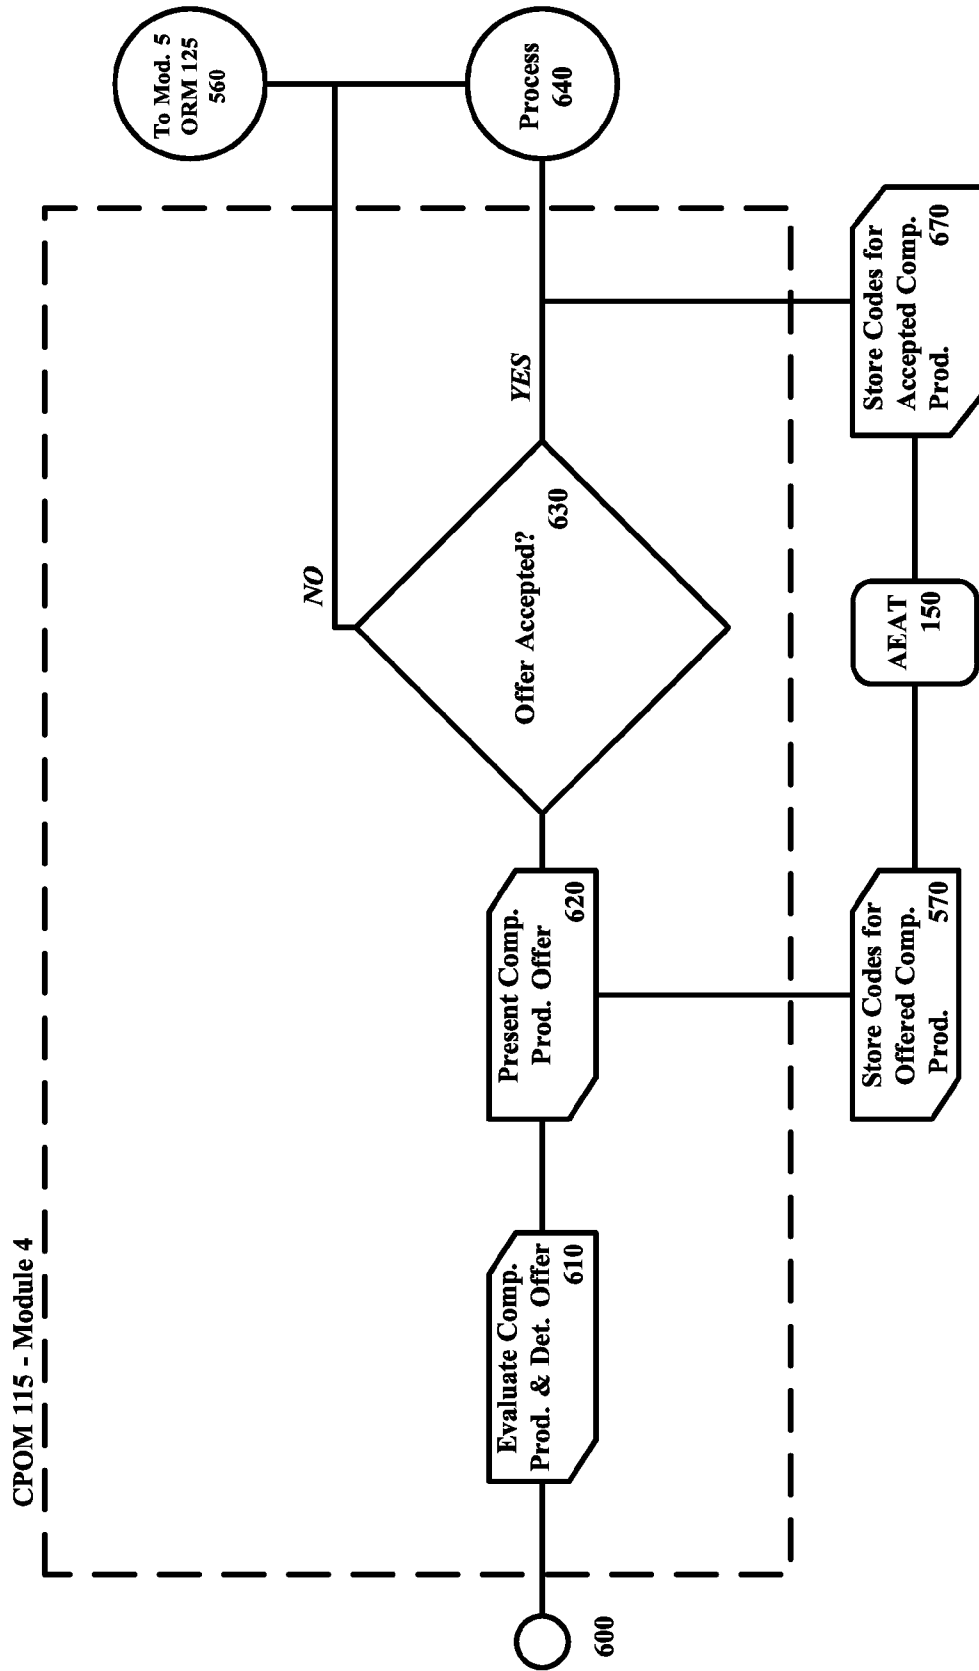 CPOM 115 - Module 4
600
Evaluate Comp.
Prod. & Det. Offer
610
Present Comp.
Prod. Offer
620
Offer Accepted?
630
NO
YES
To Mod. 5
ORM 125
560
Process
640
Store Codes for
Offered Comp.
Prod. 570
AEAT
150
Store Codes for
Accepted Comp.
Prod. 670